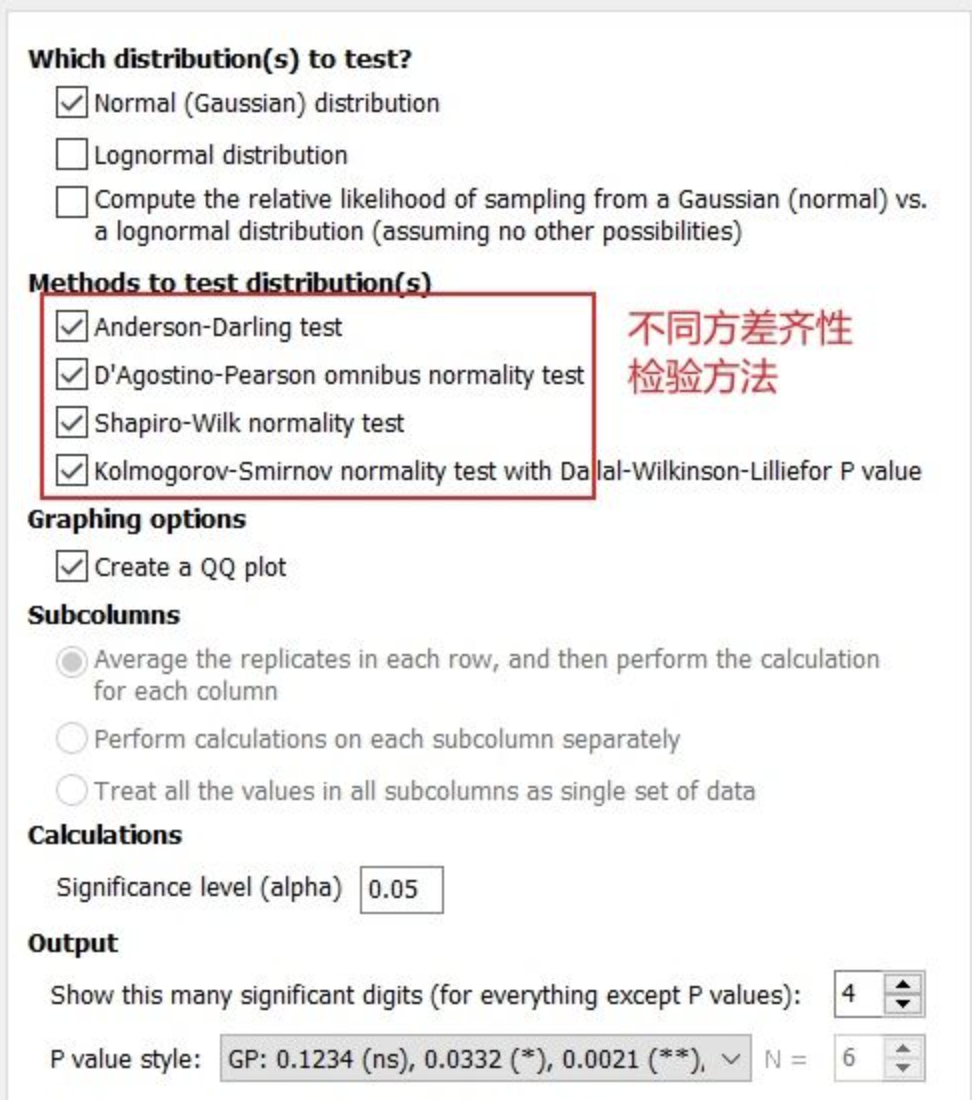 Which distribution(s) to test?
Normal (Gaussian) distribution
Lognormal distribution
Compute the relative likelihood of sampling from a Gaussian (normal) vs.
a lognormal distribution (assuming no other possibilities)
Methods to test distribution(s)
Anderson-Darling test
D'Agostino-Pearson omnibus normality test
Shapiro-Wilk normality test
Kolmogorov-Smirnov normality test with Dallal-Wilkinson-Lilliefor P value
不同方差齐性
检验方法
Graphing options
Create a QQ plot
Subcolumns
Average the replicates in each row, and then perform the calculation
for each column
Perform calculations on each subcolumn separately
Treat all the values in all subcolumns as single set of data
Calculations
Significance level (alpha) 0.05
Output
Show this many significant digits (for everything except P values): 4
P value style: GP: 0.1234 (ns), 0.0332 (*), 0.0021 (**), N = 6